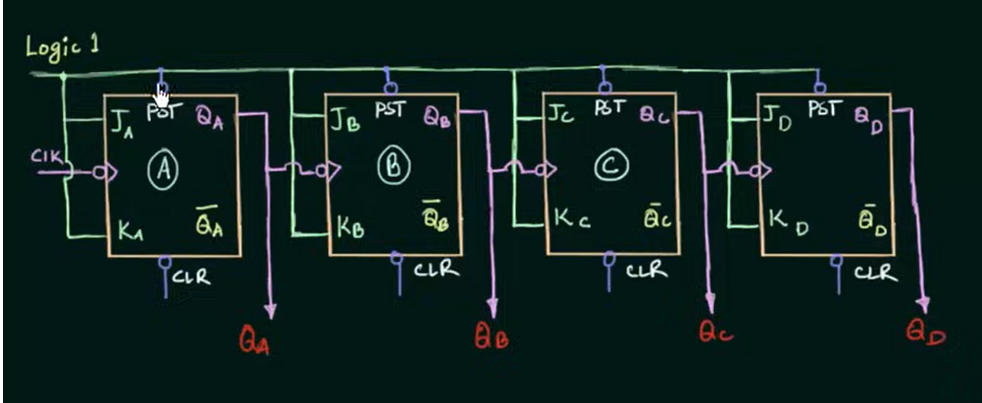 Logic 1
PST QA PST QB PST QC PST QD
JA JB JC JD
CLK
A B C
KA Q̅A KB Q̅B KC Q̅C KD Q̅D
CLR CLR CLR CLR
QA QB QC QD